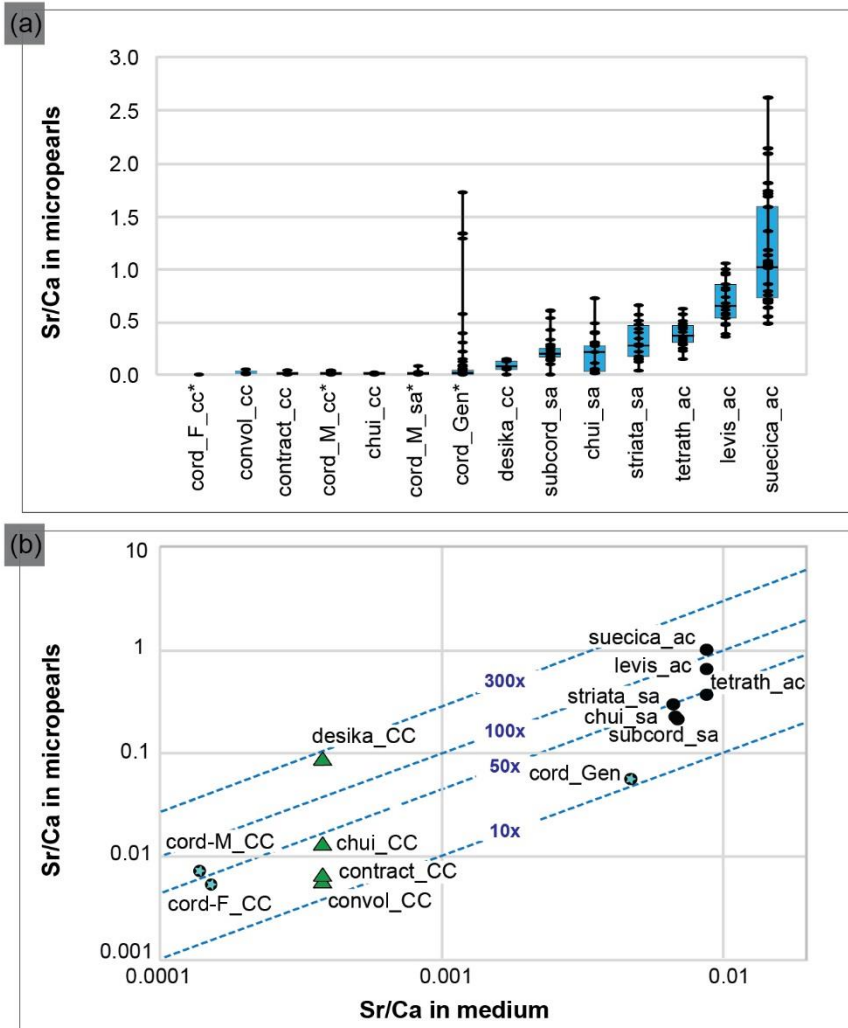 (a)
Sr/Ca in micropearls
3.0
2.5
2.0
1.5
1.0
0.5
0.0
cord_F_cc*
convol_cc
contract_cc
cord_M_cc*
chui_cc
cord_M_sa*
cord_Gen*
desika_cc
subcord_sa
chui_sa
striata_sa
tetrath_ac
levis_ac
suecica_ac
(b)
Sr/Ca in micropearls
10
1
0.1
0.01
0.001
suecica_ac
levis_ac
300x
tetrath_ac
striata_sa
100x
chui_sa
desika_CC
subcord_sa
50x
cord_Gen
10x
cord-M_CC
chui_CC
contract_CC
cord-F_CC
convol_CC
0.0001
0.001
0.01
Sr/Ca in medium